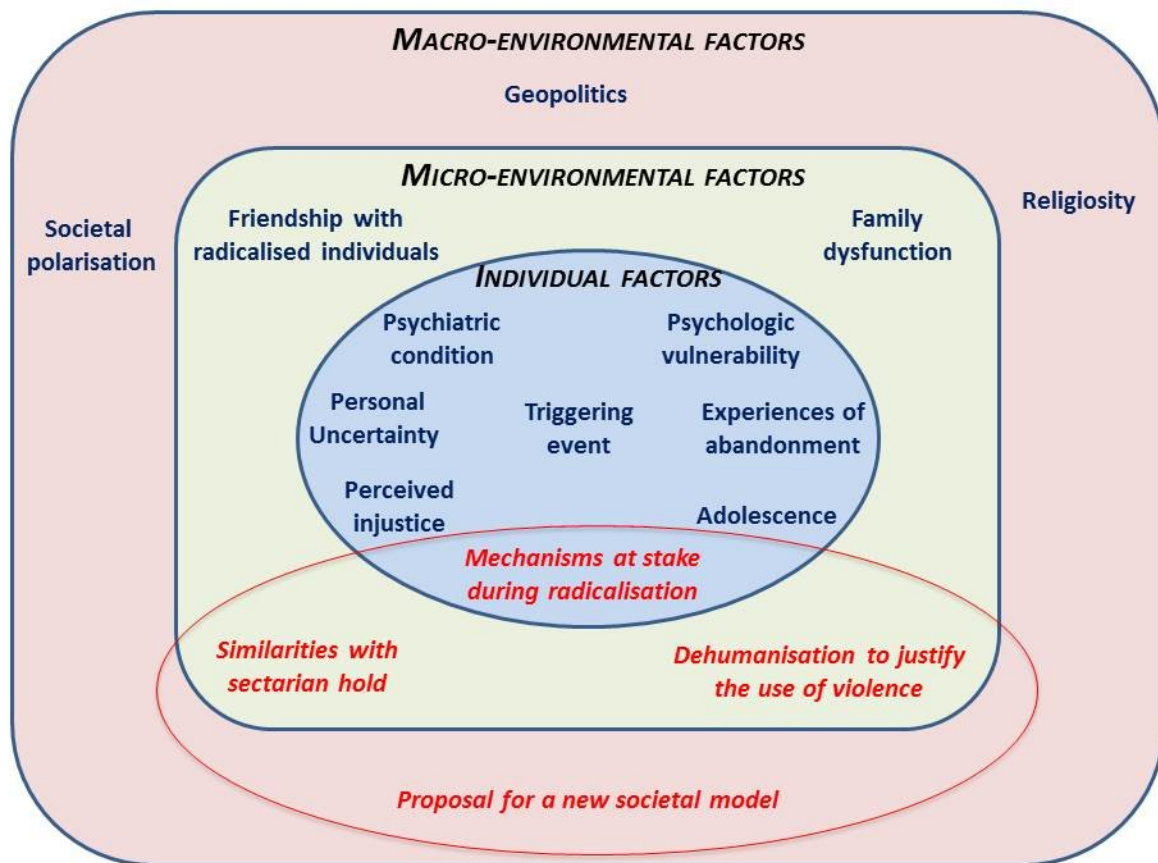 MACRO-ENVIRONMENTAL FACTORS
Geopolitics
MICRO-ENVIRONMENTAL FACTORS
Societal
polarisation
Friendship with
radicalised individuals
Family
dysfunction
Religiosity
INDIVIDUAL FACTORS
Psychiatric
condition
Psychologic
vulnerability
Personal
Uncertainty
Triggering
event
Experiences of
abandonment
Perceived
injustice
Adolescence
Mechanisms at stake
during radicalisation
Similarities with
sectarian hold
Dehumanisation to justify
the use of violence
Proposal for a new societal model